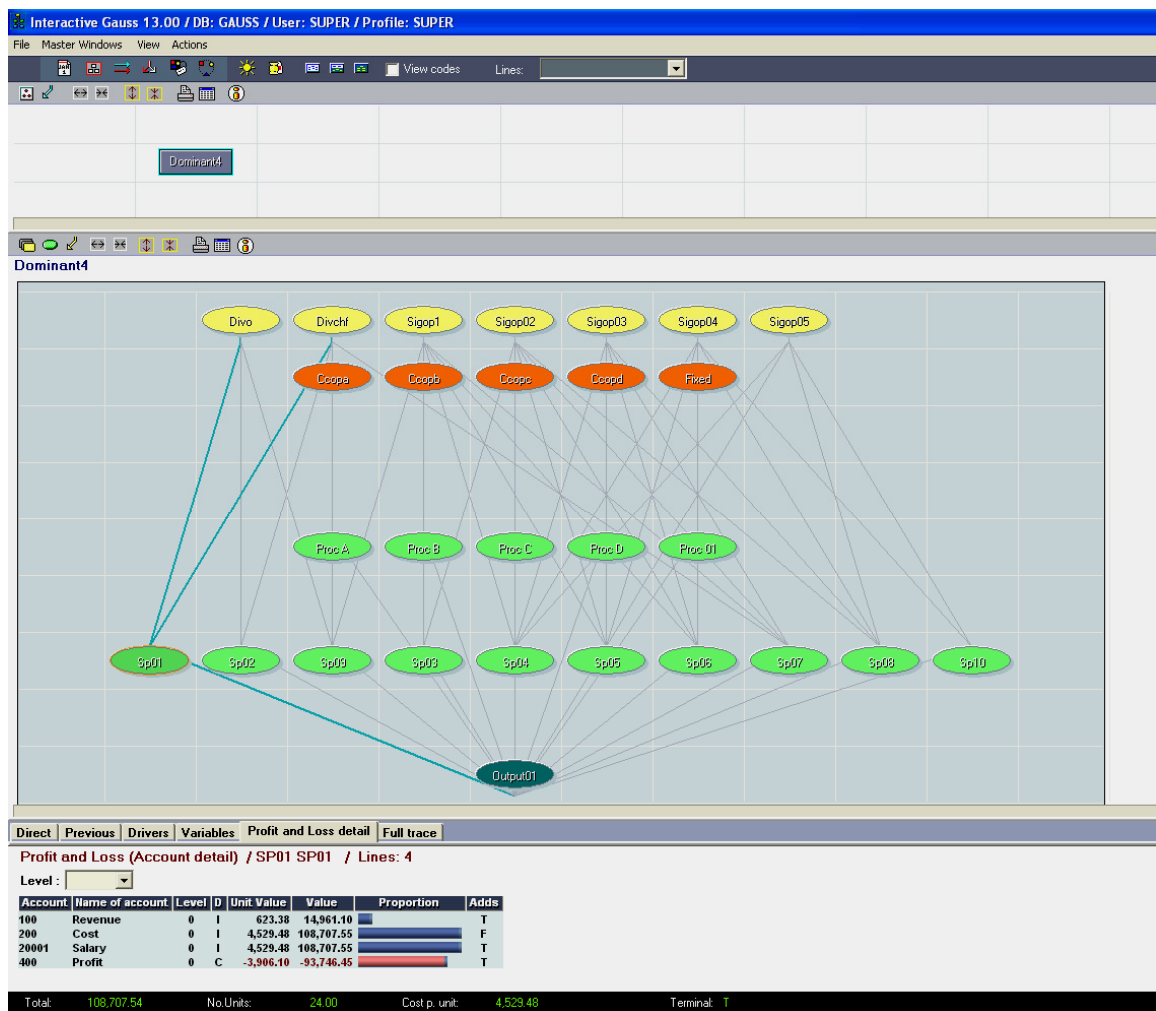 Interactive Gauss 13.00 / DB: GAUSS / User: SUPER / Profile: SUPER
File Master Windows View Actions
JAN 1 View codes Lines:
Dominant4
Dominant4
Divo Divchf Sigop1 Sigop02 Sigop03 Sigop04 Sigop05
Ccopa Ccopb Ccopc Ccopd Fixed
Proc A Proc B Proc C Proc D Proc 01
Sp01 Sp02 Sp09 Sp03 Sp04 Sp05 Sp06 Sp07 Sp08 Sp10
Output01
Direct Previous Drivers Variables Profit and Loss detail Full trace
Profit and Loss (Account detail) / SP01 SP01 / Lines: 4
Level :
Account Name of account Level D Unit Value Value Proportion Adds
100 Revenue 0 I 623.38 14,961.10 T
200 Cost 0 I 4,529.48 108,707.55 F
20001 Salary 0 I 4,529.48 108,707.55 T
400 Profit 0 C -3,906.10 -93,746.45 T
Total: 108,707.54 No.Units: 24.00 Cost p. unit: 4,529.48 Terminal: T